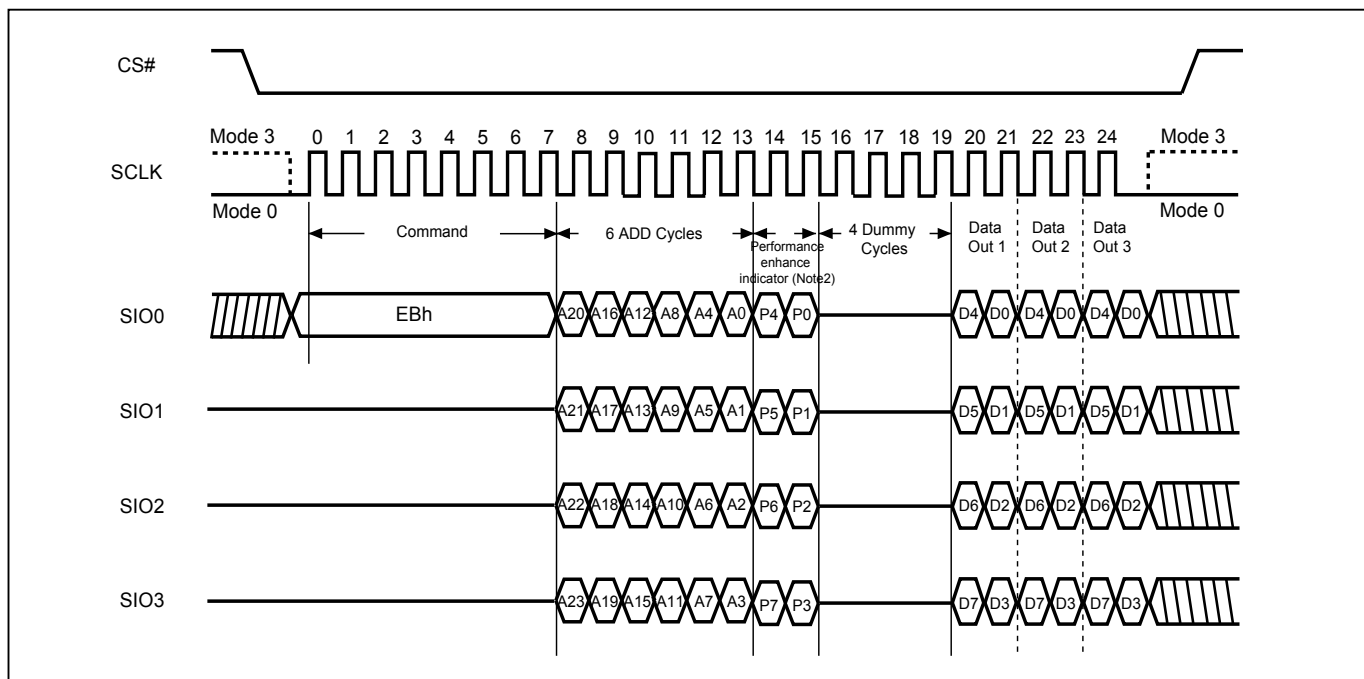 CS#
Mode 3 0 1 2 3 4 5 6 7 8 9 10 11 12 13 14 15 16 17 18 19 20 21 22 23 24 Mode 3
SCLK
Mode 0 Mode 0
Command 6 ADD Cycles Performance enhance indicator (Note2) 4 Dummy Cycles Data Out 1 Data Out 2 Data Out 3
SIO0 EBh A20 A16 A12 A8 A4 A0 P4 P0 D4 D0 D4 D0 D4 D0
SIO1 A21 A17 A13 A9 A5 A1 P5 P1 D5 D1 D5 D1 D5 D1
SIO2 A22 A18 A14 A10 A6 A2 P6 P2 D6 D2 D6 D2 D6 D2
SIO3 A23 A19 A15 A11 A7 A3 P7 P3 D7 D3 D7 D3 D7 D3